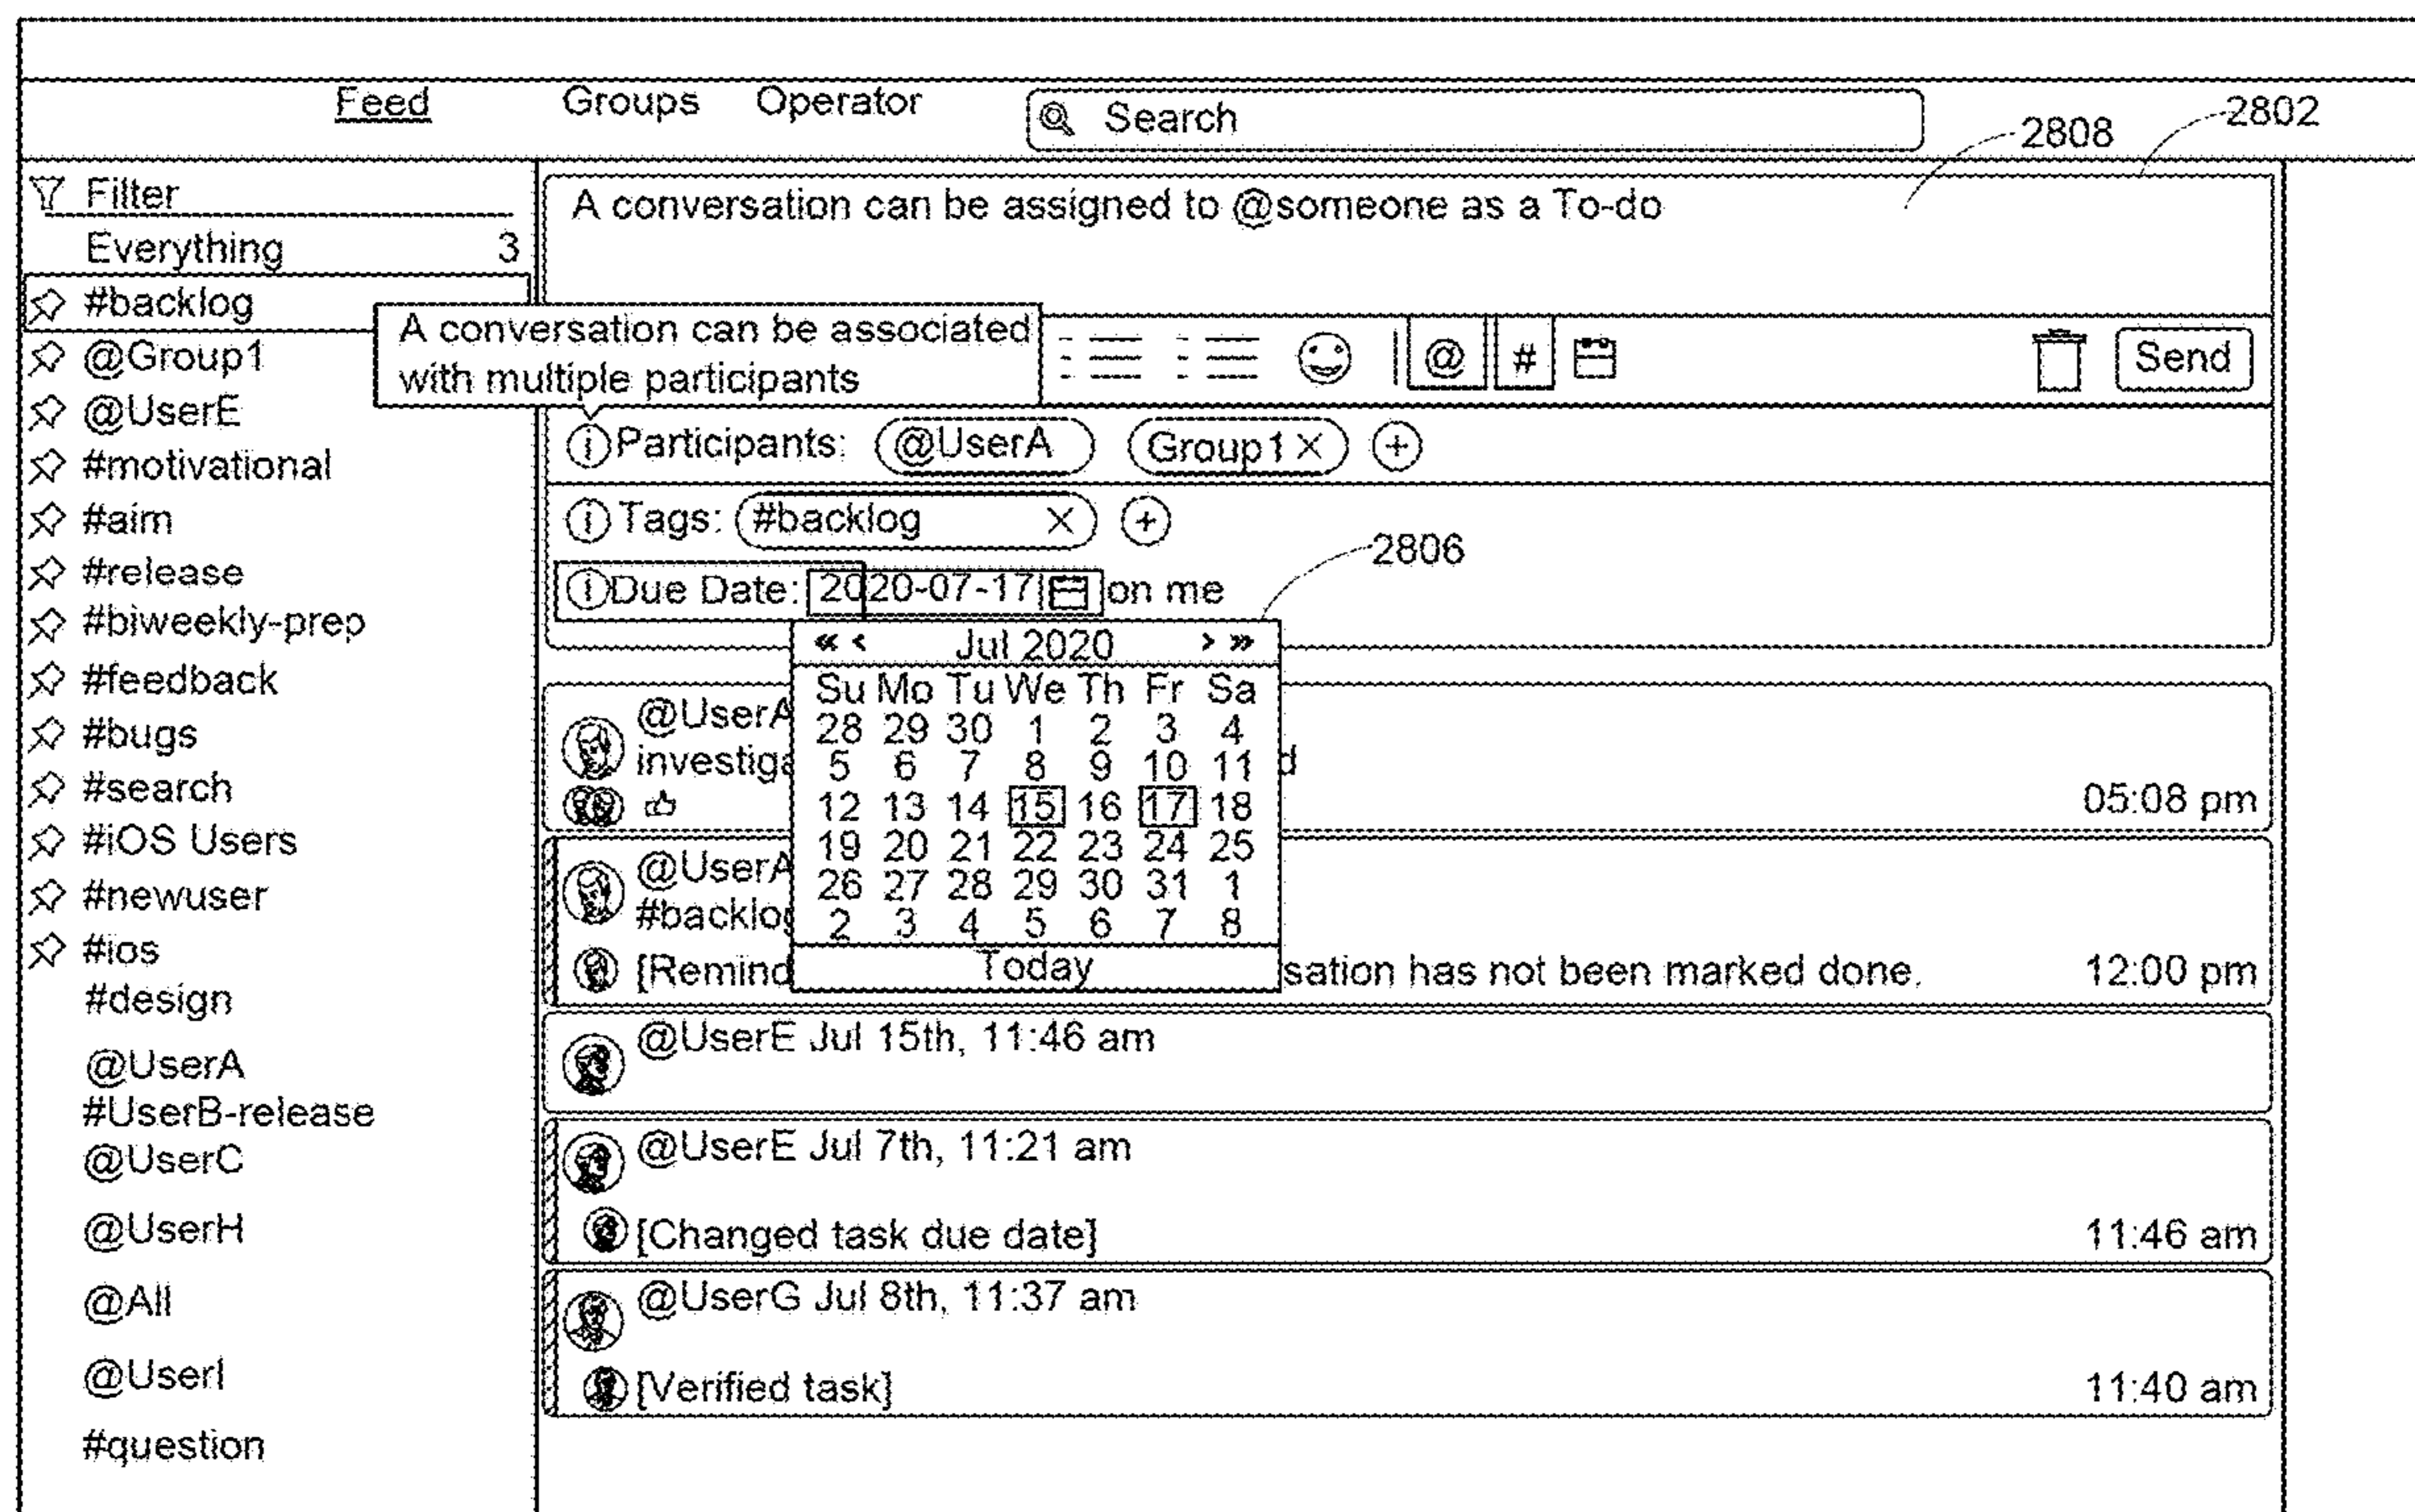 Feed Groups Operator Search 2808 2802
Filter
Everything 3
#backlog
@Group1
@UserE
#motivational
#aim
#release
#biweekly-prep
#feedback
#bugs
#search
#iOS Users
#newuser
#ios
#design
@UserA
#UserB-release
@UserC
@UserH
@All
@UserI
#question
A conversation can be assigned to @someone as a To-do
A conversation can be associated
with multiple participants
@ # Send
Participants: @UserA Group1 X
Tags: #backlog X
2806
Due Date: 2020-07-17 on me
« < Jul 2020 > »
Su Mo Tu We Th Fr Sa
28 29 30 1 2 3 4
5 6 7 8 9 10 11
12 13 14 15 16 17 18
19 20 21 22 23 24 25
26 27 28 29 30 31 1
2 3 4 5 6 7 8
Today
@UserA
05:08 pm
@UserA
[Remind sation has not been marked done. 12:00 pm
@UserE Jul 15th, 11:46 am
@UserE Jul 7th, 11:21 am
[Changed task due date] 11:46 am
@UserG Jul 8th, 11:37 am
[Verified task] 11:40 am